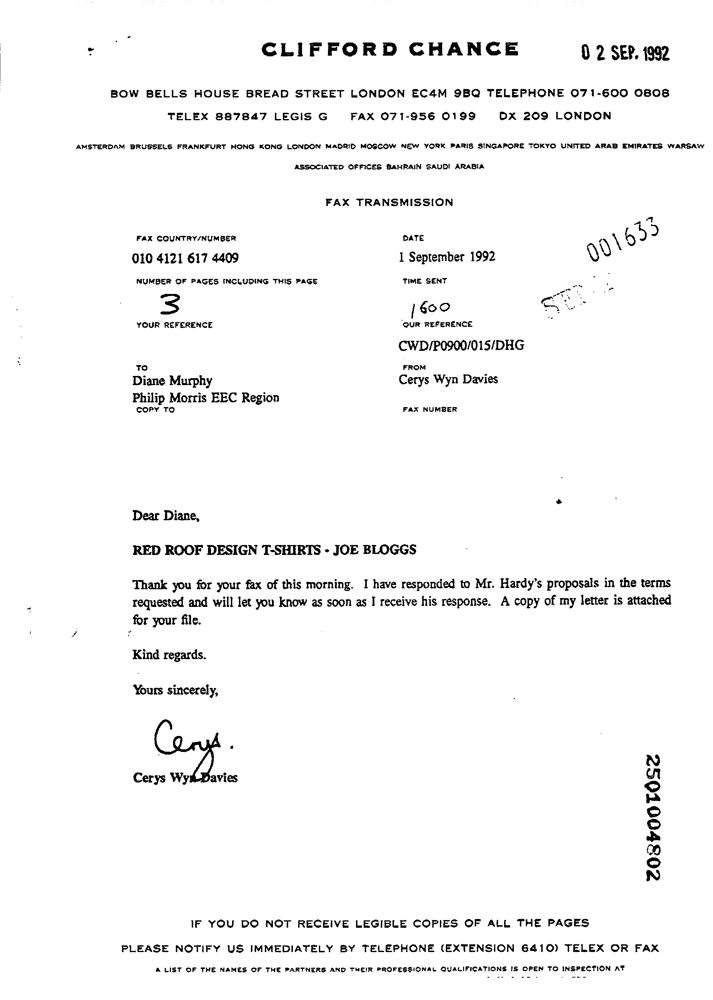 CLIFFORD CHANCE
02 SEP. 1992
BOW BELLS HOUSE BREAD STREET LONDON EC4M 9BQ TELEPHONE 071-600 0808
TELEX 887847 LEGIS G FAX 071-956 0199 DX 209 LONDON
AMSTERDAM BRUSSELS FRANKFURT HONG KONG LONDON MADRID MOSCOW NEW YORK PARIS SINGAPORE TOKYO UNITED ARAB EMIRATES WARSAW
ASSOCIATED OFFICES BAHRAIN SAUDI ARABIA
FAX TRANSMISSION
FAX COUNTRY/NUMBER
010 4121 617 4409
DATE
1 September 1992
001633
NUMBER OF PAGES INCLUDING THIS PAGE
3
TIME SENT
1600
YOUR REFERENCE
OUR REFERENCE
CWD/P0900/015/DHG
TO
Diane Murphy
Philip Morris EEC Region
FROM
Cerys Wyn Davies
COPY TO
FAX NUMBER
Dear Diane,
RED ROOF DESIGN T-SHIRTS - JOE BLOGGS
Thank you for your fax of this morning. I have responded to Mr. Hardy's proposals in the terms
requested and will let you know as soon as I receive his response. A copy of my letter is attached
for your file.
Kind regards.
Yours sincerely,
Cerys.
Cerys Wyn Davies
2501004802
IF YOU DO NOT RECEIVE LEGIBLE COPIES OF ALL THE PAGES
PLEASE NOTIFY US IMMEDIATELY BY TELEPHONE (EXTENSION 6410) TELEX OR FAX
A LIST OF THE NAMES OF THE PARTNERS AND THEIR PROFESSIONAL QUALIFICATIONS IS OPEN TO INSPECTION AT